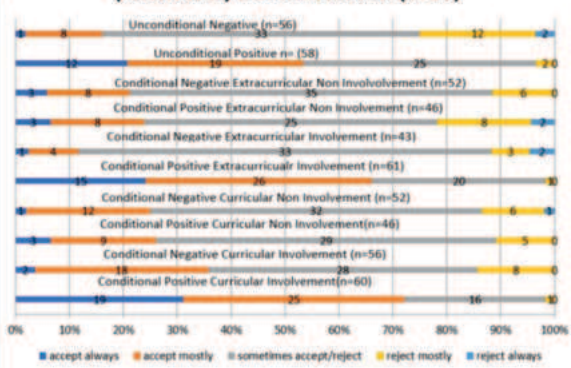 Unconditional Negative (n=56)
1 8 33 12 2
Unconditional Positive n= (58)
12 19 25 2 0
Conditional Negative Extracurricular Non Involvolvement (n=52)
3 8 35 6 0
Conditional Positive Extracurricular Non Involvement (n=46)
3 8 25 8 2
Conditional Negative Extracurricular Involvement (n=43)
1 4 33 3 2
Conditional Positive Extracurricualr Involvement (n=61)
15 26 20 1 0
Conditional Negative Curricular Non Involvement (n=52)
1 12 32 6 1
Conditional Positive Curricular Non Involvement(n=46)
3 9 29 5 0
Conditional Negative Curricular Involvement (n=56)
2 18 28 8 0
Conditional Positive Curricular Involvement(n=60)
19 25 16 1 0
0% 10% 20% 30% 40% 50% 60% 70% 80% 90% 100%
accept always accept mostly sometimes accept/reject reject mostly reject always